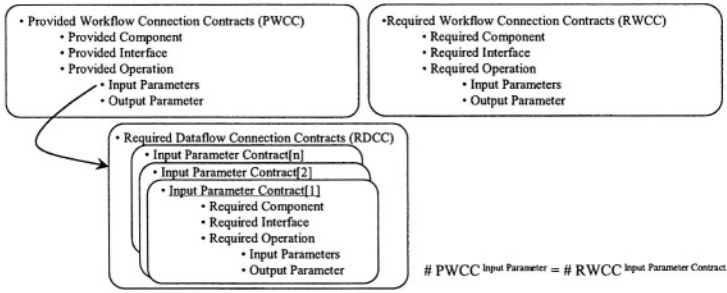 • Provided Workflow Connection Contracts (PWCC)
• Provided Component
• Provided Interface
• Provided Operation
• Input Parameters
• Output Parameter
•Required Workflow Connection Contracts (RWCC)
• Required Component
• Required Interface
• Required Operation
• Input Parameters
• Output Parameter
• Required Dataflow Connection Contracts (RDCC)
• Input Parameter Contract[n]
• Input Parameter Contract[2]
• Input Parameter Contract[1]
• Required Component
• Required Interface
• Required Operation
• Input Parameters
• Output Parameter
# PWCC Input Parameter = # RWCC Input Parameter Contract